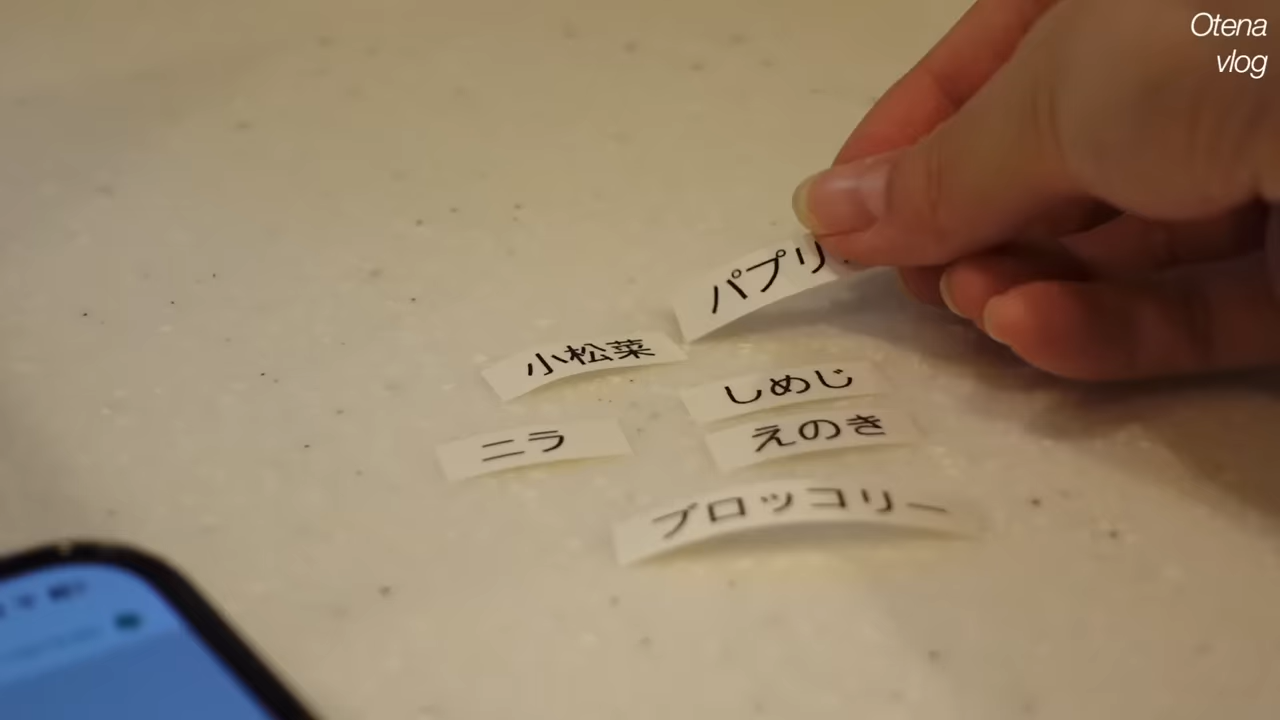 Otena
vlog
パプリ
小松菜
しめじ
ニラ
えのき
ブロッコリー